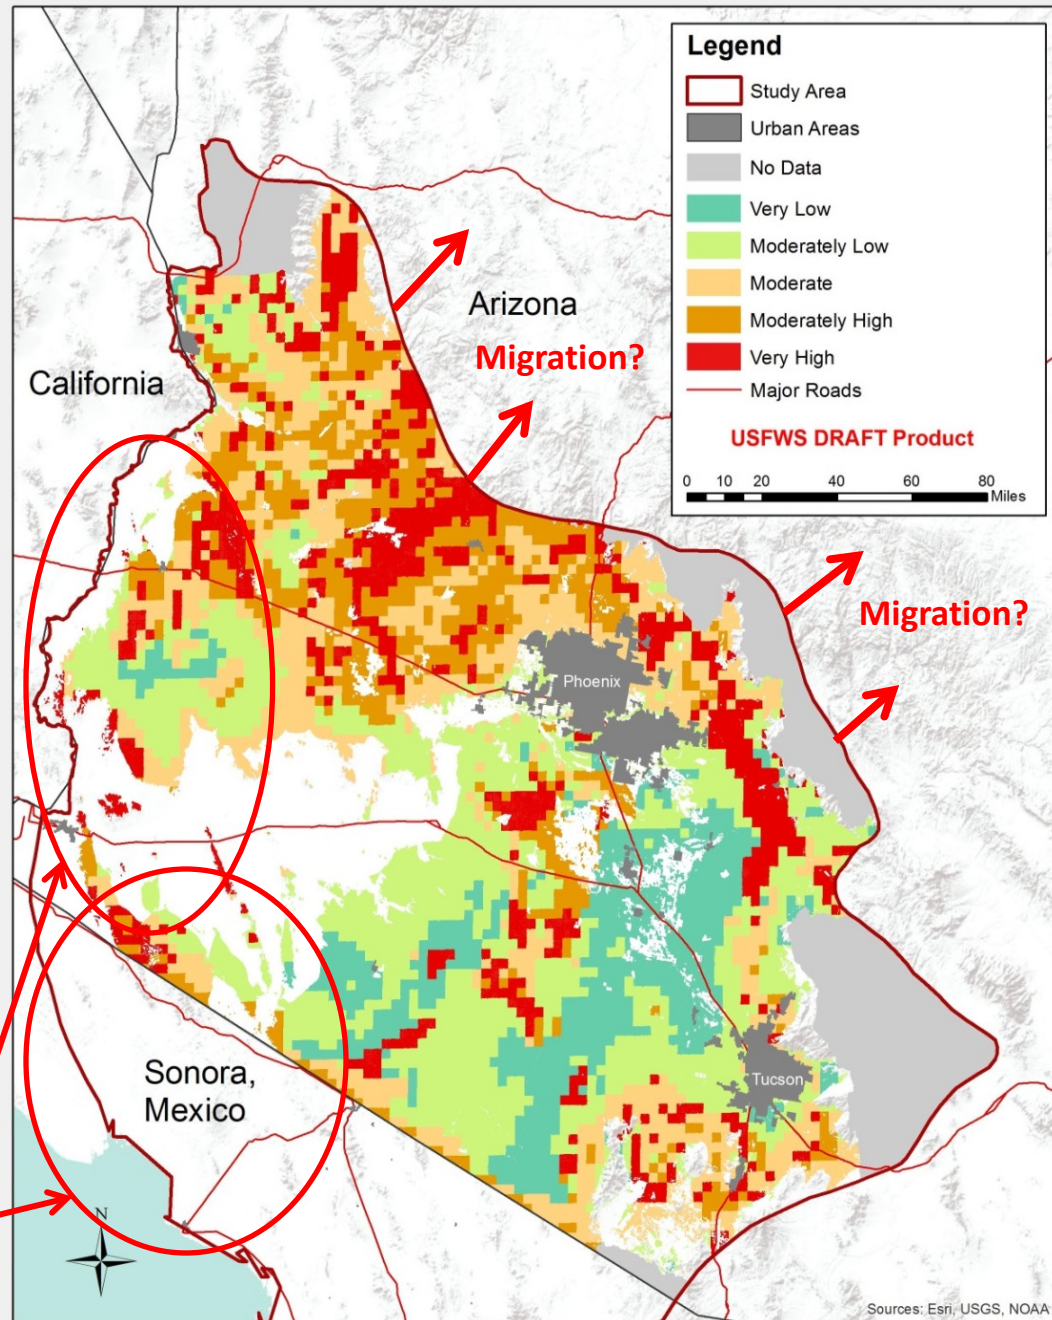 Legend
Study Area
Urban Areas
No Data
Very Low
Moderately Low
Moderate
Moderately High
Very High
Major Roads
USFWS DRAFT Product
0 10 20 40 60 80
Miles
Arizona
Migration?
California
Migration?
Phoenix
Sonora,
Mexico
Tucson
N
Sources: Esri, USGS, NOAA